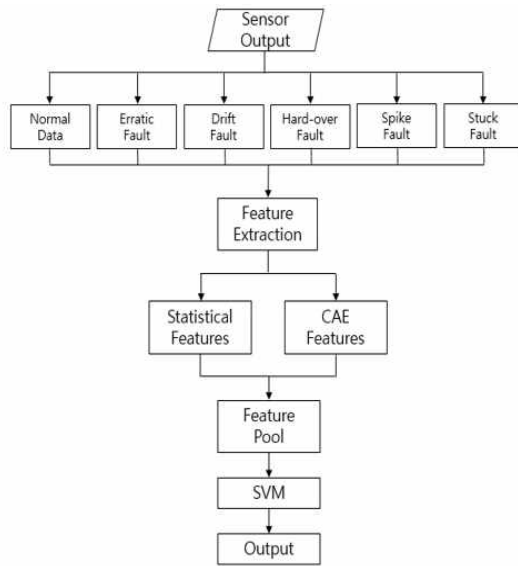 Sensor
Output
Normal
Data
Erratic
Fault
Drift
Fault
Hard-over
Fault
Spike
Fault
Stuck
Fault
Feature
Extraction
Statistical
Features
CAE
Features
Feature
Pool
SVM
Output